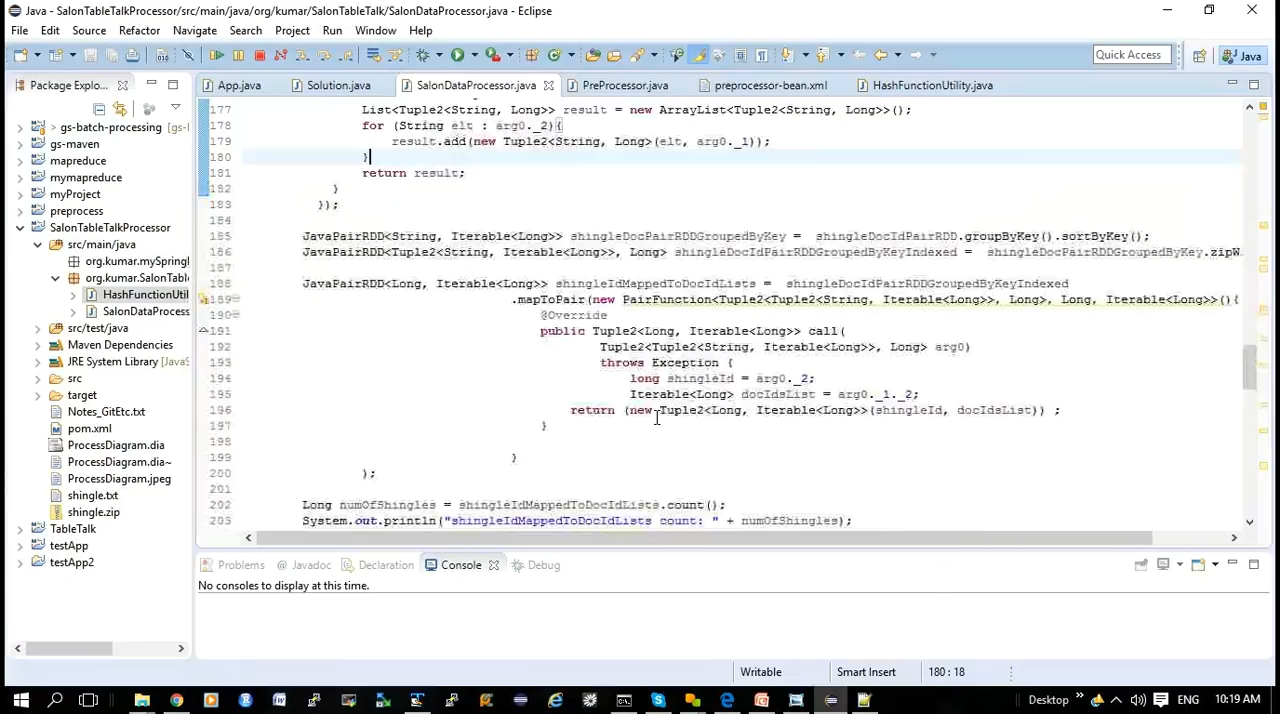 Java - SalonTableTalkProcessor/src/main/java/org/kumar/SalonTableTalk/SalonDataProcessor.java - Eclipse
File Edit Source Refactor Navigate Search Project Run Window Help
Quick Access
Java
Package Explo...
App.java
Solution.java
SalonDataProcessor.java
PreProcessor.java
preprocessor-bean.xml
HashFunctionUtility.java
gs-batch-processing [gs-l
gs-maven
mapreduce
mymapreduce
myProject
preprocess
SalonTableTalkProcessor
src/main/java
org.kumar.mySpringl
org.kumar.SalonTable
HashFunctionUtil
SalonDataProcess
src/test/java
Maven Dependencies
JRE System Library [JavaS
src
target
Notes_GitEtc.txt
pom.xml
ProcessDiagram.dia
ProcessDiagram.dia~
ProcessDiagram.jpeg
shingle.txt
shingle.zip
TableTalk
testApp
testApp2
177 List<Tuple2<String, Long>> result = new ArrayList<Tuple2<String, Long>>();
178 for (String elt : arg0._2){
179 result.add(new Tuple2<String, Long>(elt, arg0._1));
180 }
181 return result;
182 }
183 });
184
185 JavaPairRDD<String, Iterable<Long>> shingleDocPairRDDGroupedByKey = shingleDocIdPairRDD.groupByKey().sortByKey();
186 JavaPairRDD<Tuple2<String, Iterable<Long>>, Long> shingleDocIdPairRDDGroupedByKeyIndexed = shingleDocPairRDDGroupedByKey.zipW
187
188 JavaPairRDD<Long, Iterable<Long>> shingleIdMappedToDocIdLists = shingleDocIdPairRDDGroupedByKeyIndexed
189 .mapToPair(new PairFunction<Tuple2<Tuple2<String, Iterable<Long>>, Long>, Long, Iterable<Long>>(){
190 @Override
191 public Tuple2<Long, Iterable<Long>> call(
192 Tuple2<Tuple2<String, Iterable<Long>>, Long> arg0)
193 throws Exception {
194 long shingleId = arg0._2;
195 Iterable<Long> docIdsList = arg0._1._2;
196 return (new Tuple2<Long, Iterable<Long>>(shingleId, docIdsList)) ;
197 }
198
199 }
200 );
201
202 Long numOfShingles = shingleIdMappedToDocIdLists.count();
203 System.out.println("shingleIdMappedToDocIdLists count: " + numOfShingles);
Problems @ Javadoc Declaration Console Debug
No consoles to display at this time.
Writable Smart Insert 180 : 18
Desktop ENG 10:19 AM